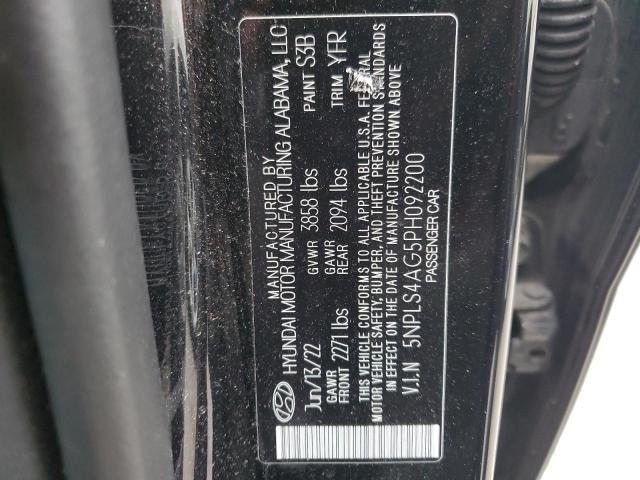 MANUFACTURED BY
HYUNDAI MOTOR MANUFACTURING ALABAMA, LLC
Jun/13/22 GVWR 3858 lbs PAINT S3B
GAWR FRONT 2271 lbs GAWR REAR 2094 lbs TRIM YFR
THIS VEHICLE CONFORMS TO ALL APPLICABLE U.S.A. FEDERAL
MOTOR VEHICLE SAFETY, BUMPER, AND THEFT PREVENTION STANDARDS
IN EFFECT ON THE DATE OF MANUFACTURE SHOWN ABOVE
V.I.N 5NPLS4AG5PH092200
PASSENGER CAR